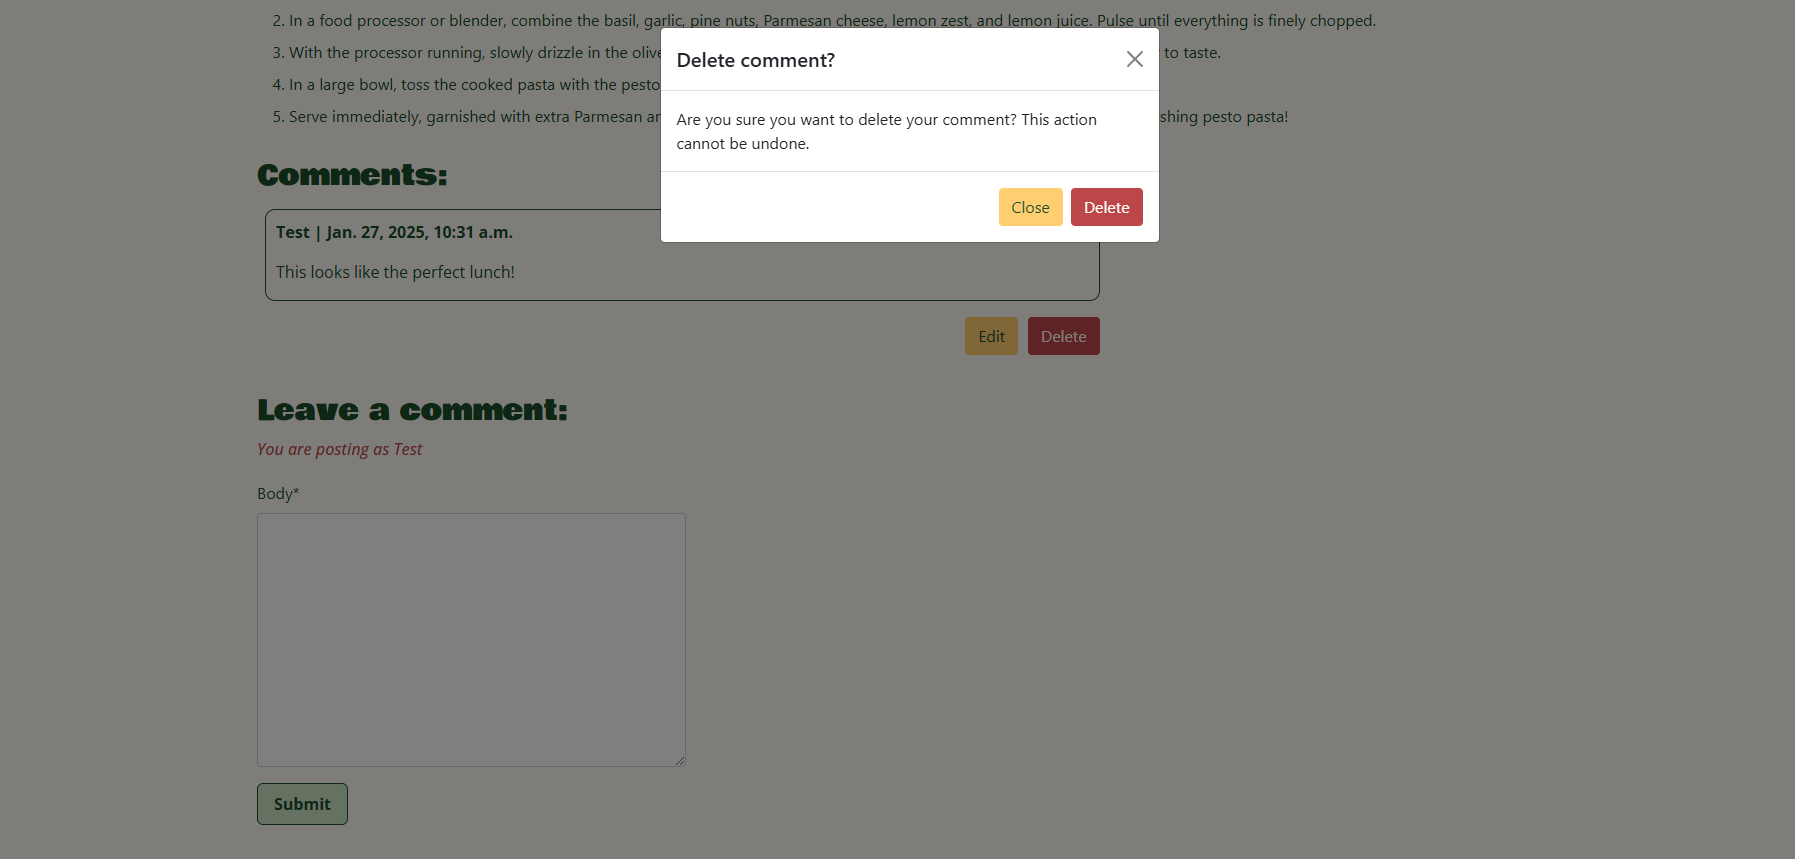 2. In a food processor or blender, combine the basil, garlic, pine nuts, Parmesan cheese, lemon zest, and lemon juice. Pulse until everything is finely chopped.
3. With the processor running, slowly drizzle in the olive to taste.
4. In a large bowl, toss the cooked pasta with the pesto
5. Serve immediately, garnished with extra Parmesan shing pesto pasta!
Delete comment?
Are you sure you want to delete your comment? This action
cannot be undone.
Close Delete
Comments:
Test | Jan. 27, 2025, 10:31 a.m.
This looks like the perfect lunch!
Edit Delete
Leave a comment:
You are posting as Test
Body*
Submit